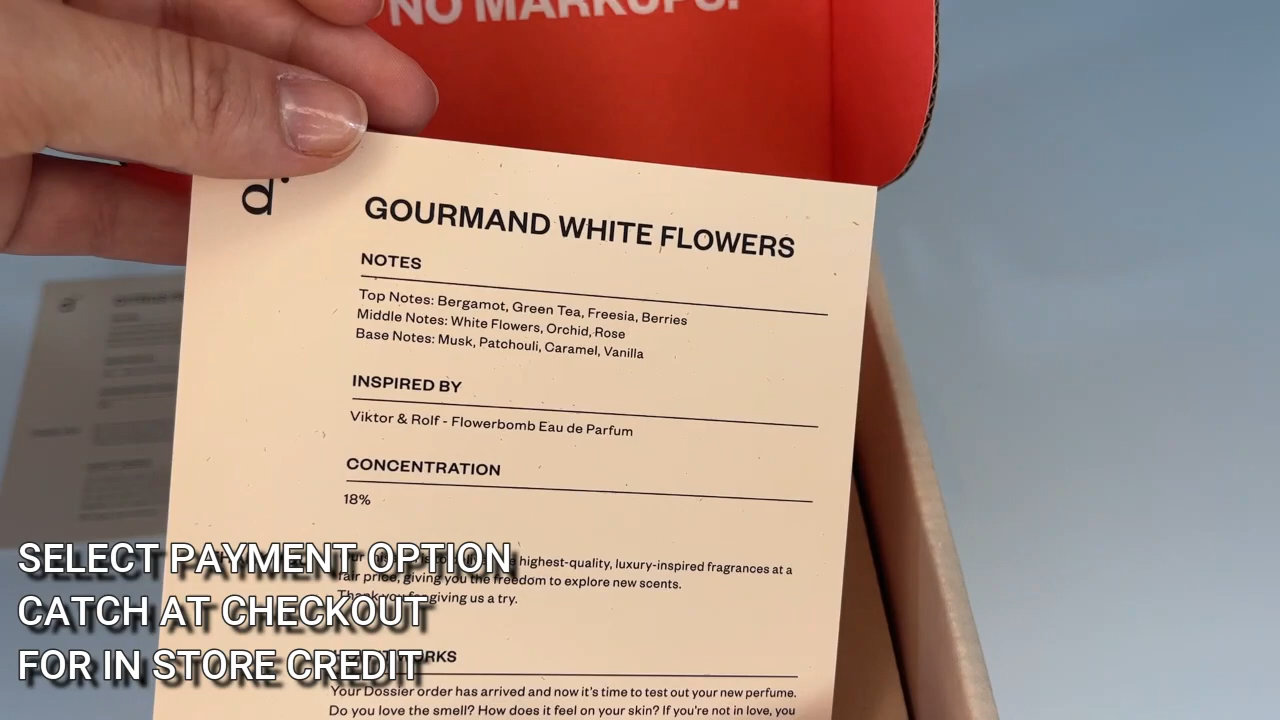 NO MARKUPS.
d.
GOURMAND WHITE FLOWERS
NOTES
Top Notes: Bergamot, Green Tea, Freesia, Berries
Middle Notes: White Flowers, Orchid, Rose
Base Notes: Musk, Patchouli, Caramel, Vanilla
INSPIRED BY
Viktor & Rolf - Flowerbomb Eau de Parfum
CONCENTRATION
18%
highest-quality, luxury-inspired fragrances at a
fair price, giving you the freedom to explore new scents.
Thank you for giving us a try.
WORKS
Your Dossier order has arrived and now it's time to test out your new perfume.
Do you love the smell? How does it feel on your skin? If you're not in love, you
SELECT PAYMENT OPTION
CATCH AT CHECKOUT
FOR IN STORE CREDIT